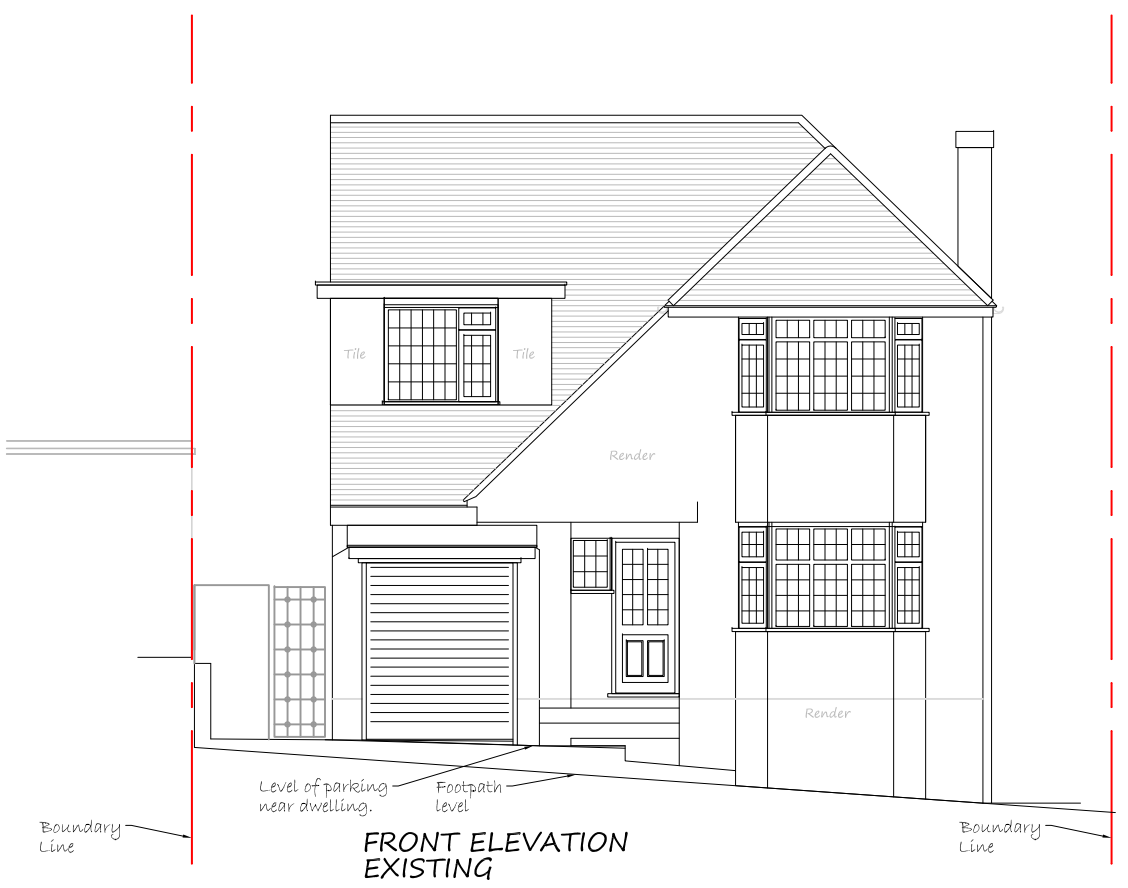 Tile
Tile
Render
Render
Level of parking
near dwelling.
Footpath
level
Boundary
Line
Boundary
Line
FRONT ELEVATION
EXISTING